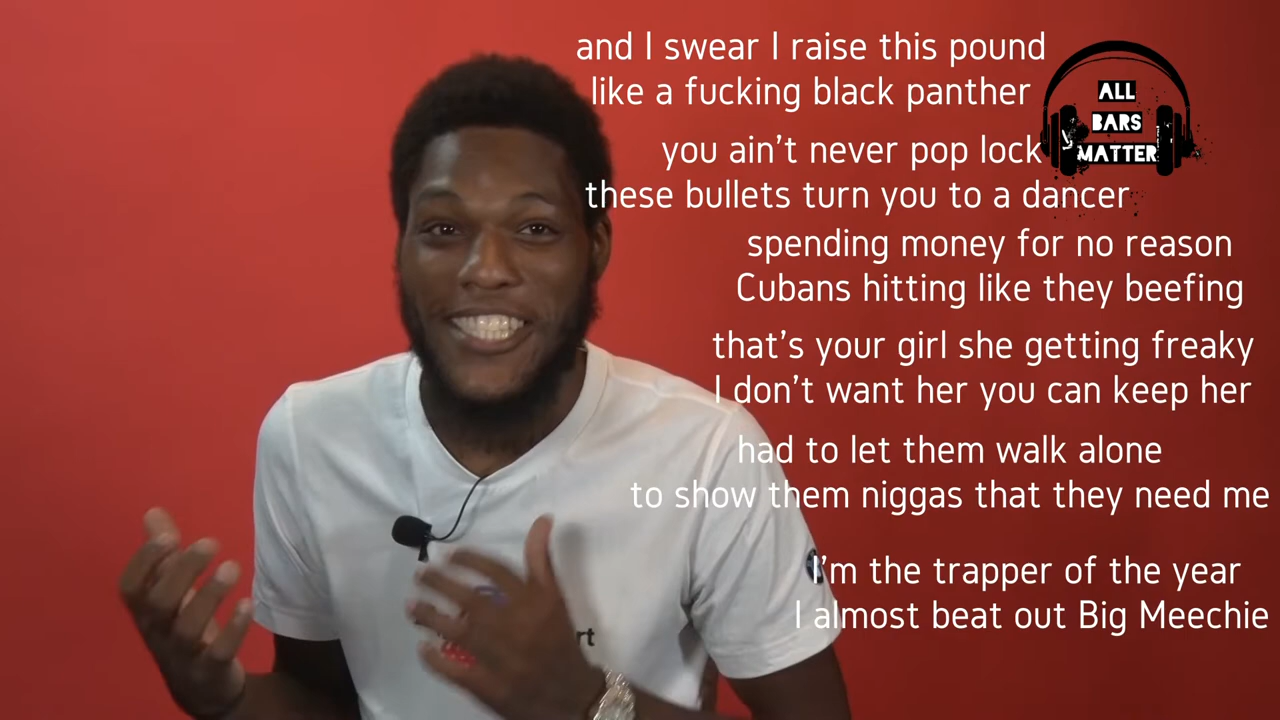 and I swear I raise this pound
like a fucking black panther
you ain't never pop lock
these bullets turn you to a dancer
spending money for no reason
Cubans hitting like they beefing
that's your girl she getting freaky
I don't want her you can keep her
had to let them walk alone
to show them niggas that they need me
I'm the trapper of the year
I almost beat out Big Meechie
ALL
BARS
MATTER